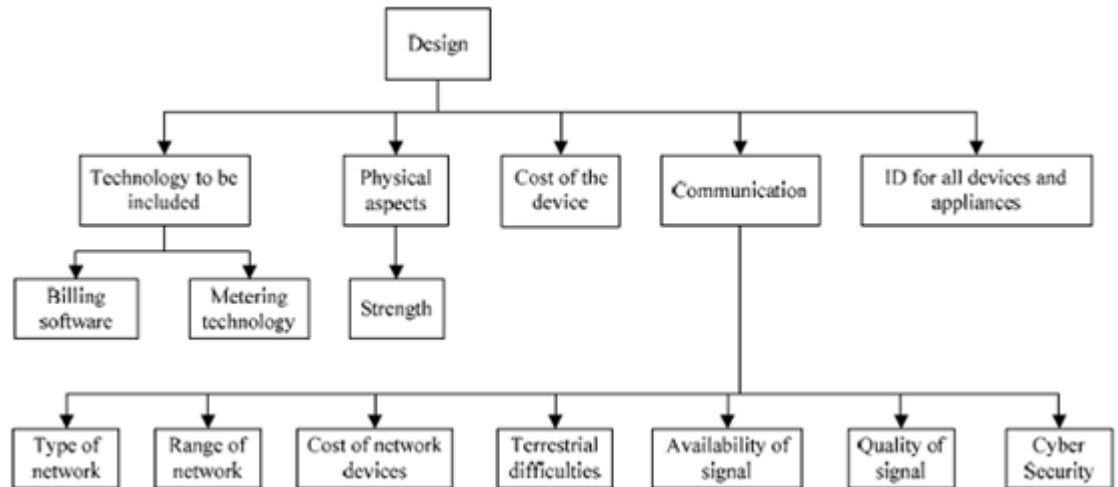 Design
Technology to be
included
Physical
aspects
Cost of the
device
Communication
ID for all devices and
appliances
Billing
software
Metering
technology
Strength
Type of
network
Range of
network
Cost of network
devices
Terrestrial
difficulties
Availability of
signal
Quality of
signal
Cyber
Security